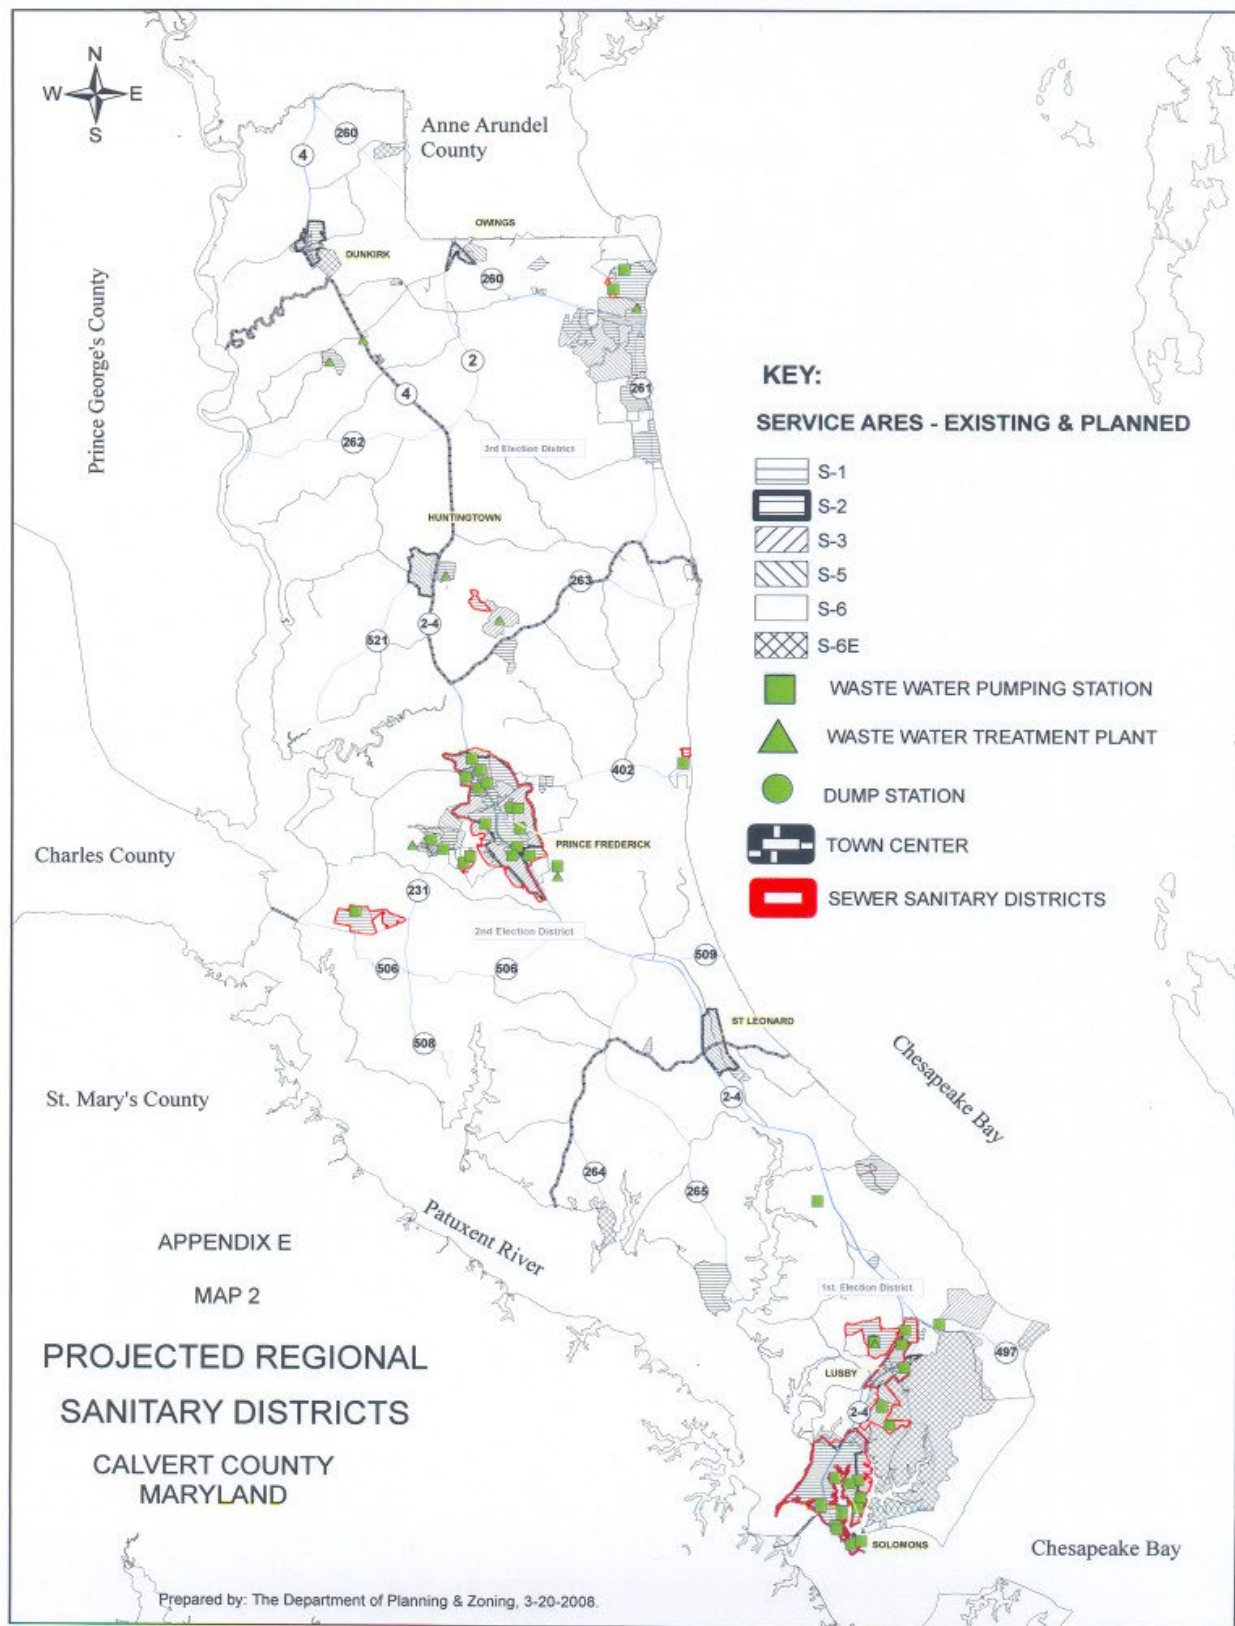 N
W E
S
Anne Arundel
County
260
4
OWINGS
DUNKIRK
260
Prince George's County
2
4
261
262
3rd Election District
HUNTINGTOWN
263
2-4
521
KEY:
SERVICE ARES - EXISTING & PLANNED
S-1
S-2
S-3
S-5
S-6
S-6E
WASTE WATER PUMPING STATION
WASTE WATER TREATMENT PLANT
DUMP STATION
TOWN CENTER
SEWER SANITARY DISTRICTS
402
PRINCE FREDERICK
Charles County
231
2nd Election District
506
506
509
508
ST LEONARD
2-4
Chesapeake Bay
St. Mary's County
264
265
Patuxent River
1st. Election District
497
LUSBY
2-4
SOLOMONS
Chesapeake Bay
APPENDIX E
MAP 2
PROJECTED REGIONAL
SANITARY DISTRICTS
CALVERT COUNTY
MARYLAND
Prepared by: The Department of Planning & Zoning, 3-20-2008.